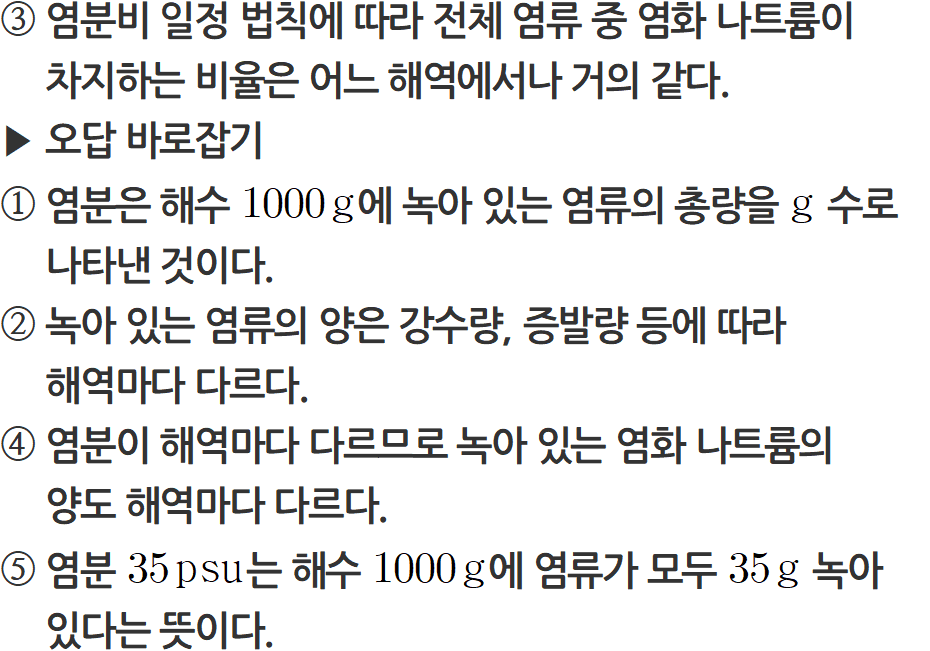 ③ 염분비 일정 법칙에 따라 전체 염류 중 염화 나트륨이
차지하는 비율은 어느 해역에서나 거의 같다.
▶ 오답 바로잡기
① 염분은 해수 1000 g에 녹아 있는 염류의 총량을 g 수로
나타낸 것이다.
② 녹아 있는 염류의 양은 강수량, 증발량 등에 따라
해역마다 다르다.
④ 염분이 해역마다 다르므로 녹아 있는 염화 나트륨의
양도 해역마다 다르다.
⑤ 염분 35 psu는 해수 1000 g에 염류가 모두 35 g 녹아
있다는 뜻이다.